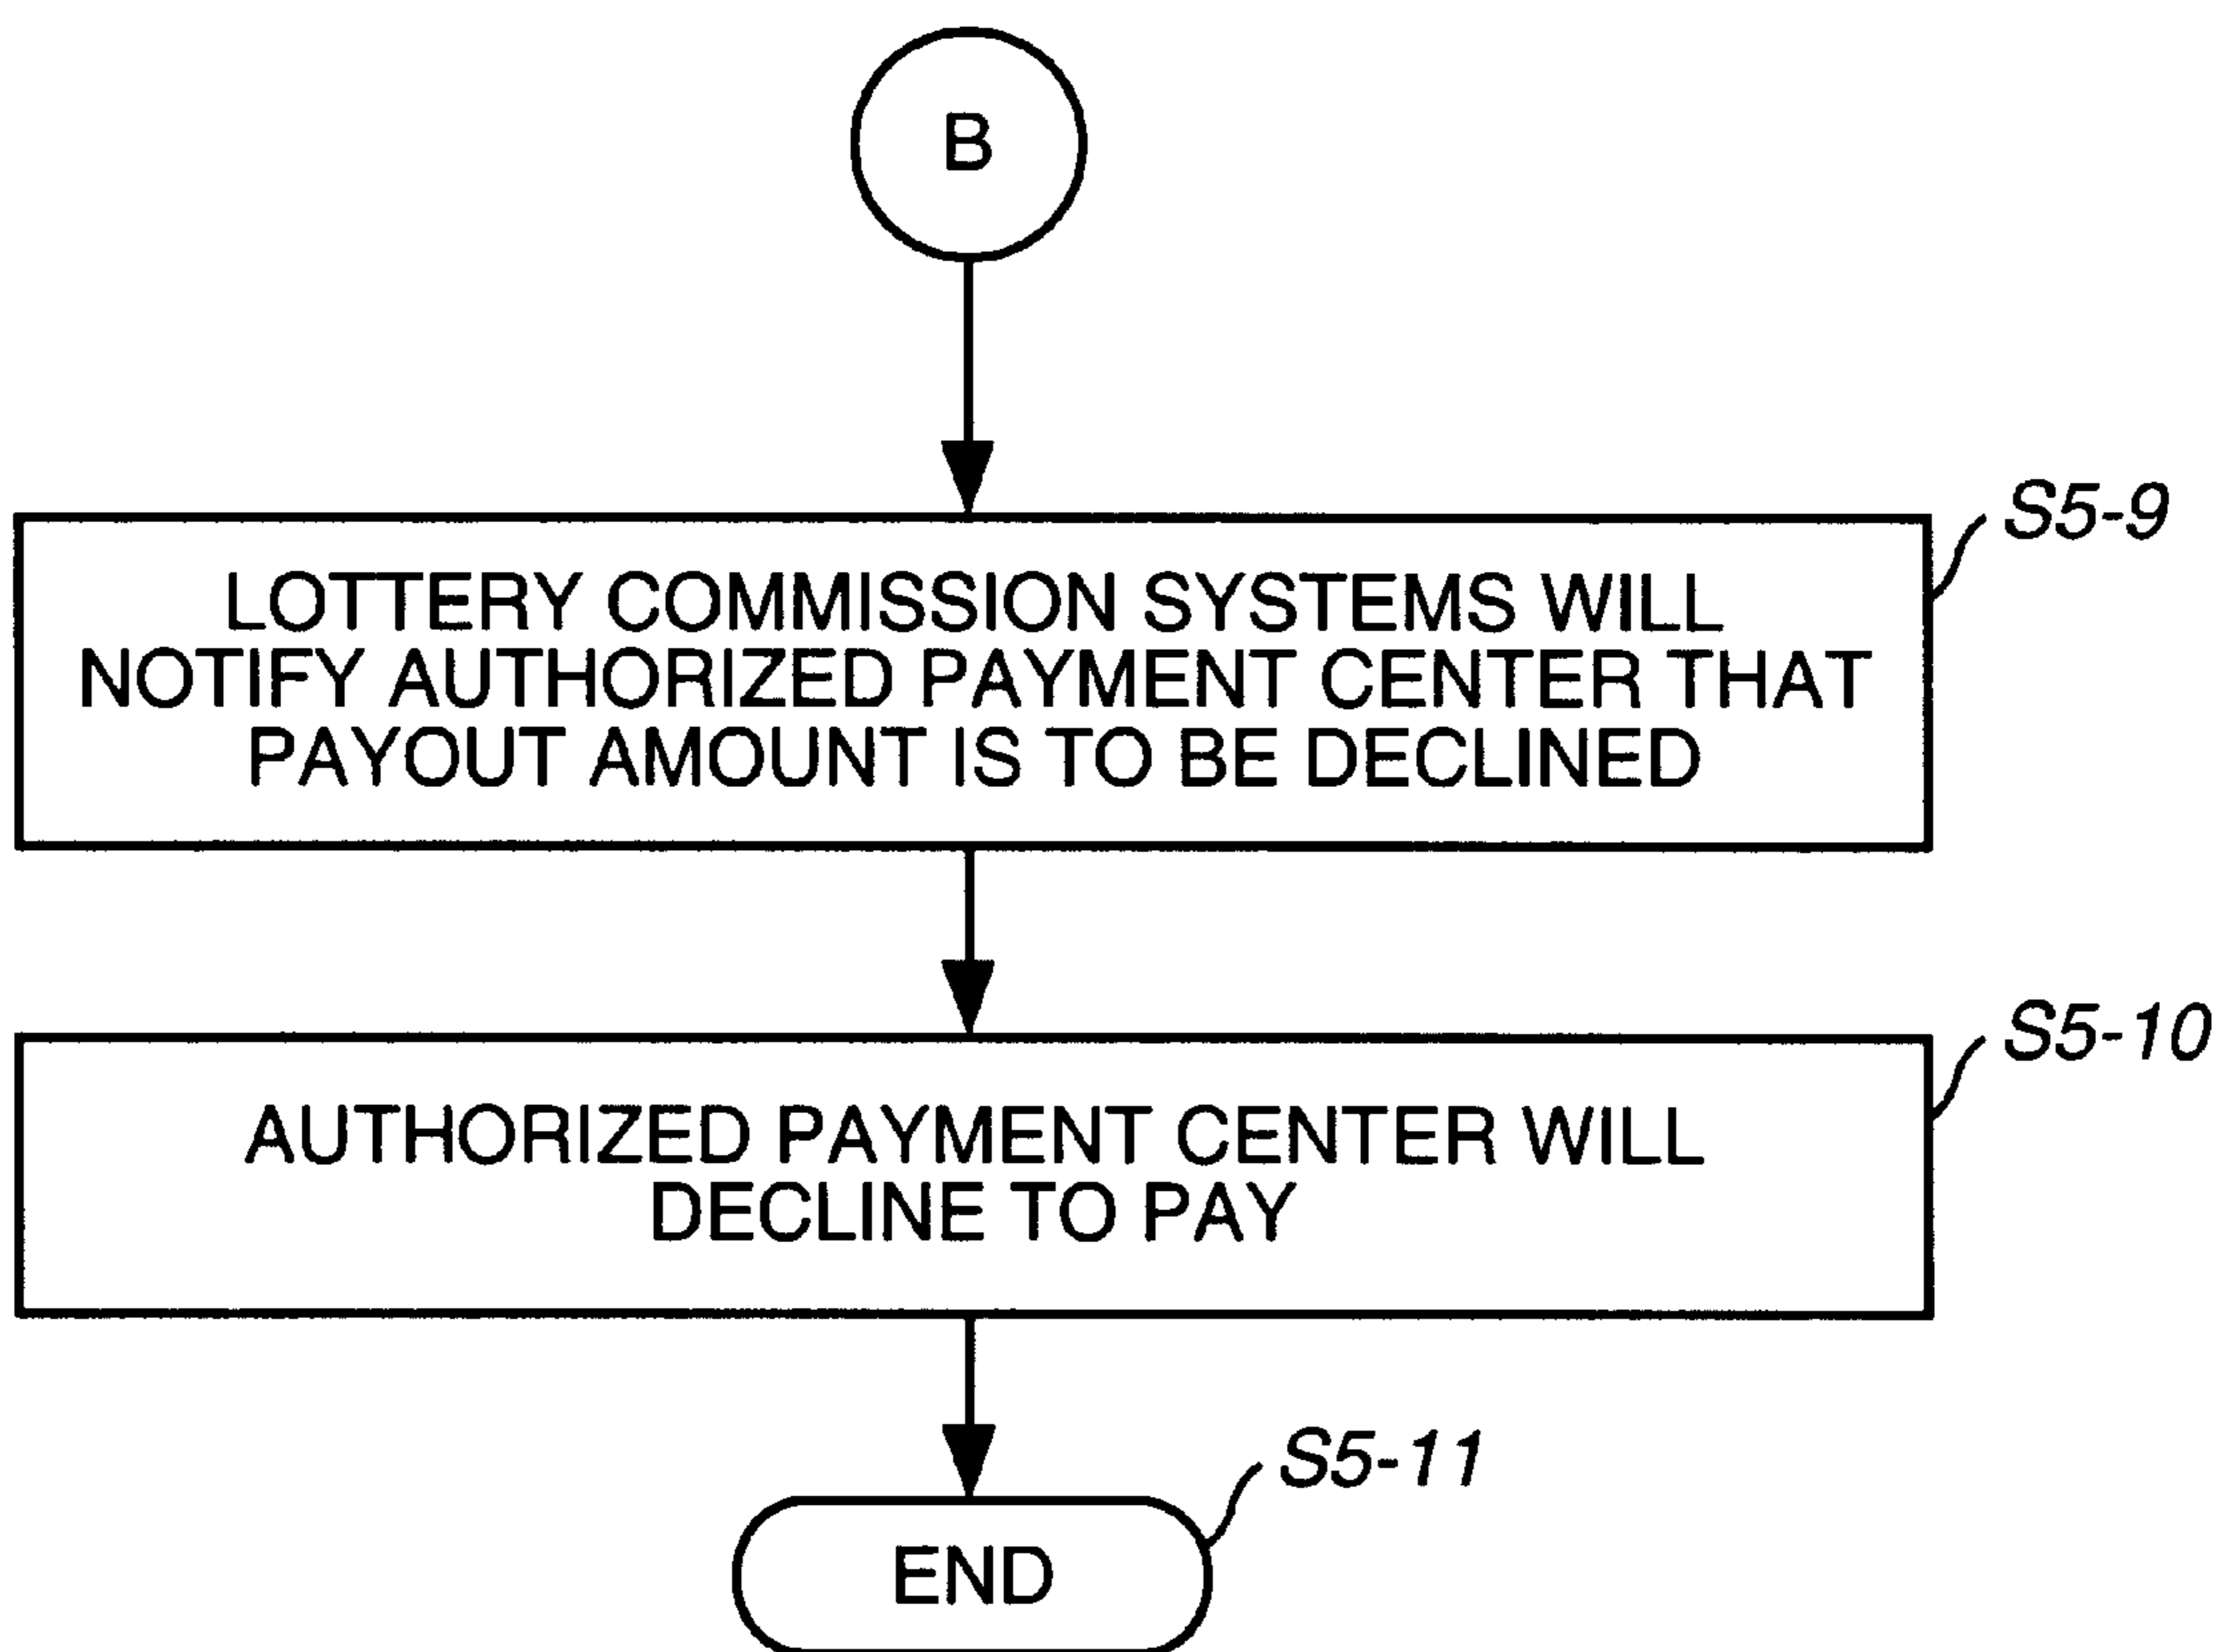 B
S5-9
LOTTERY COMMISSION SYSTEMS WILL
NOTIFY AUTHORIZED PAYMENT CENTER THAT
PAYOUT AMOUNT IS TO BE DECLINED
S5-10
AUTHORIZED PAYMENT CENTER WILL
DECLINE TO PAY
S5-11
END